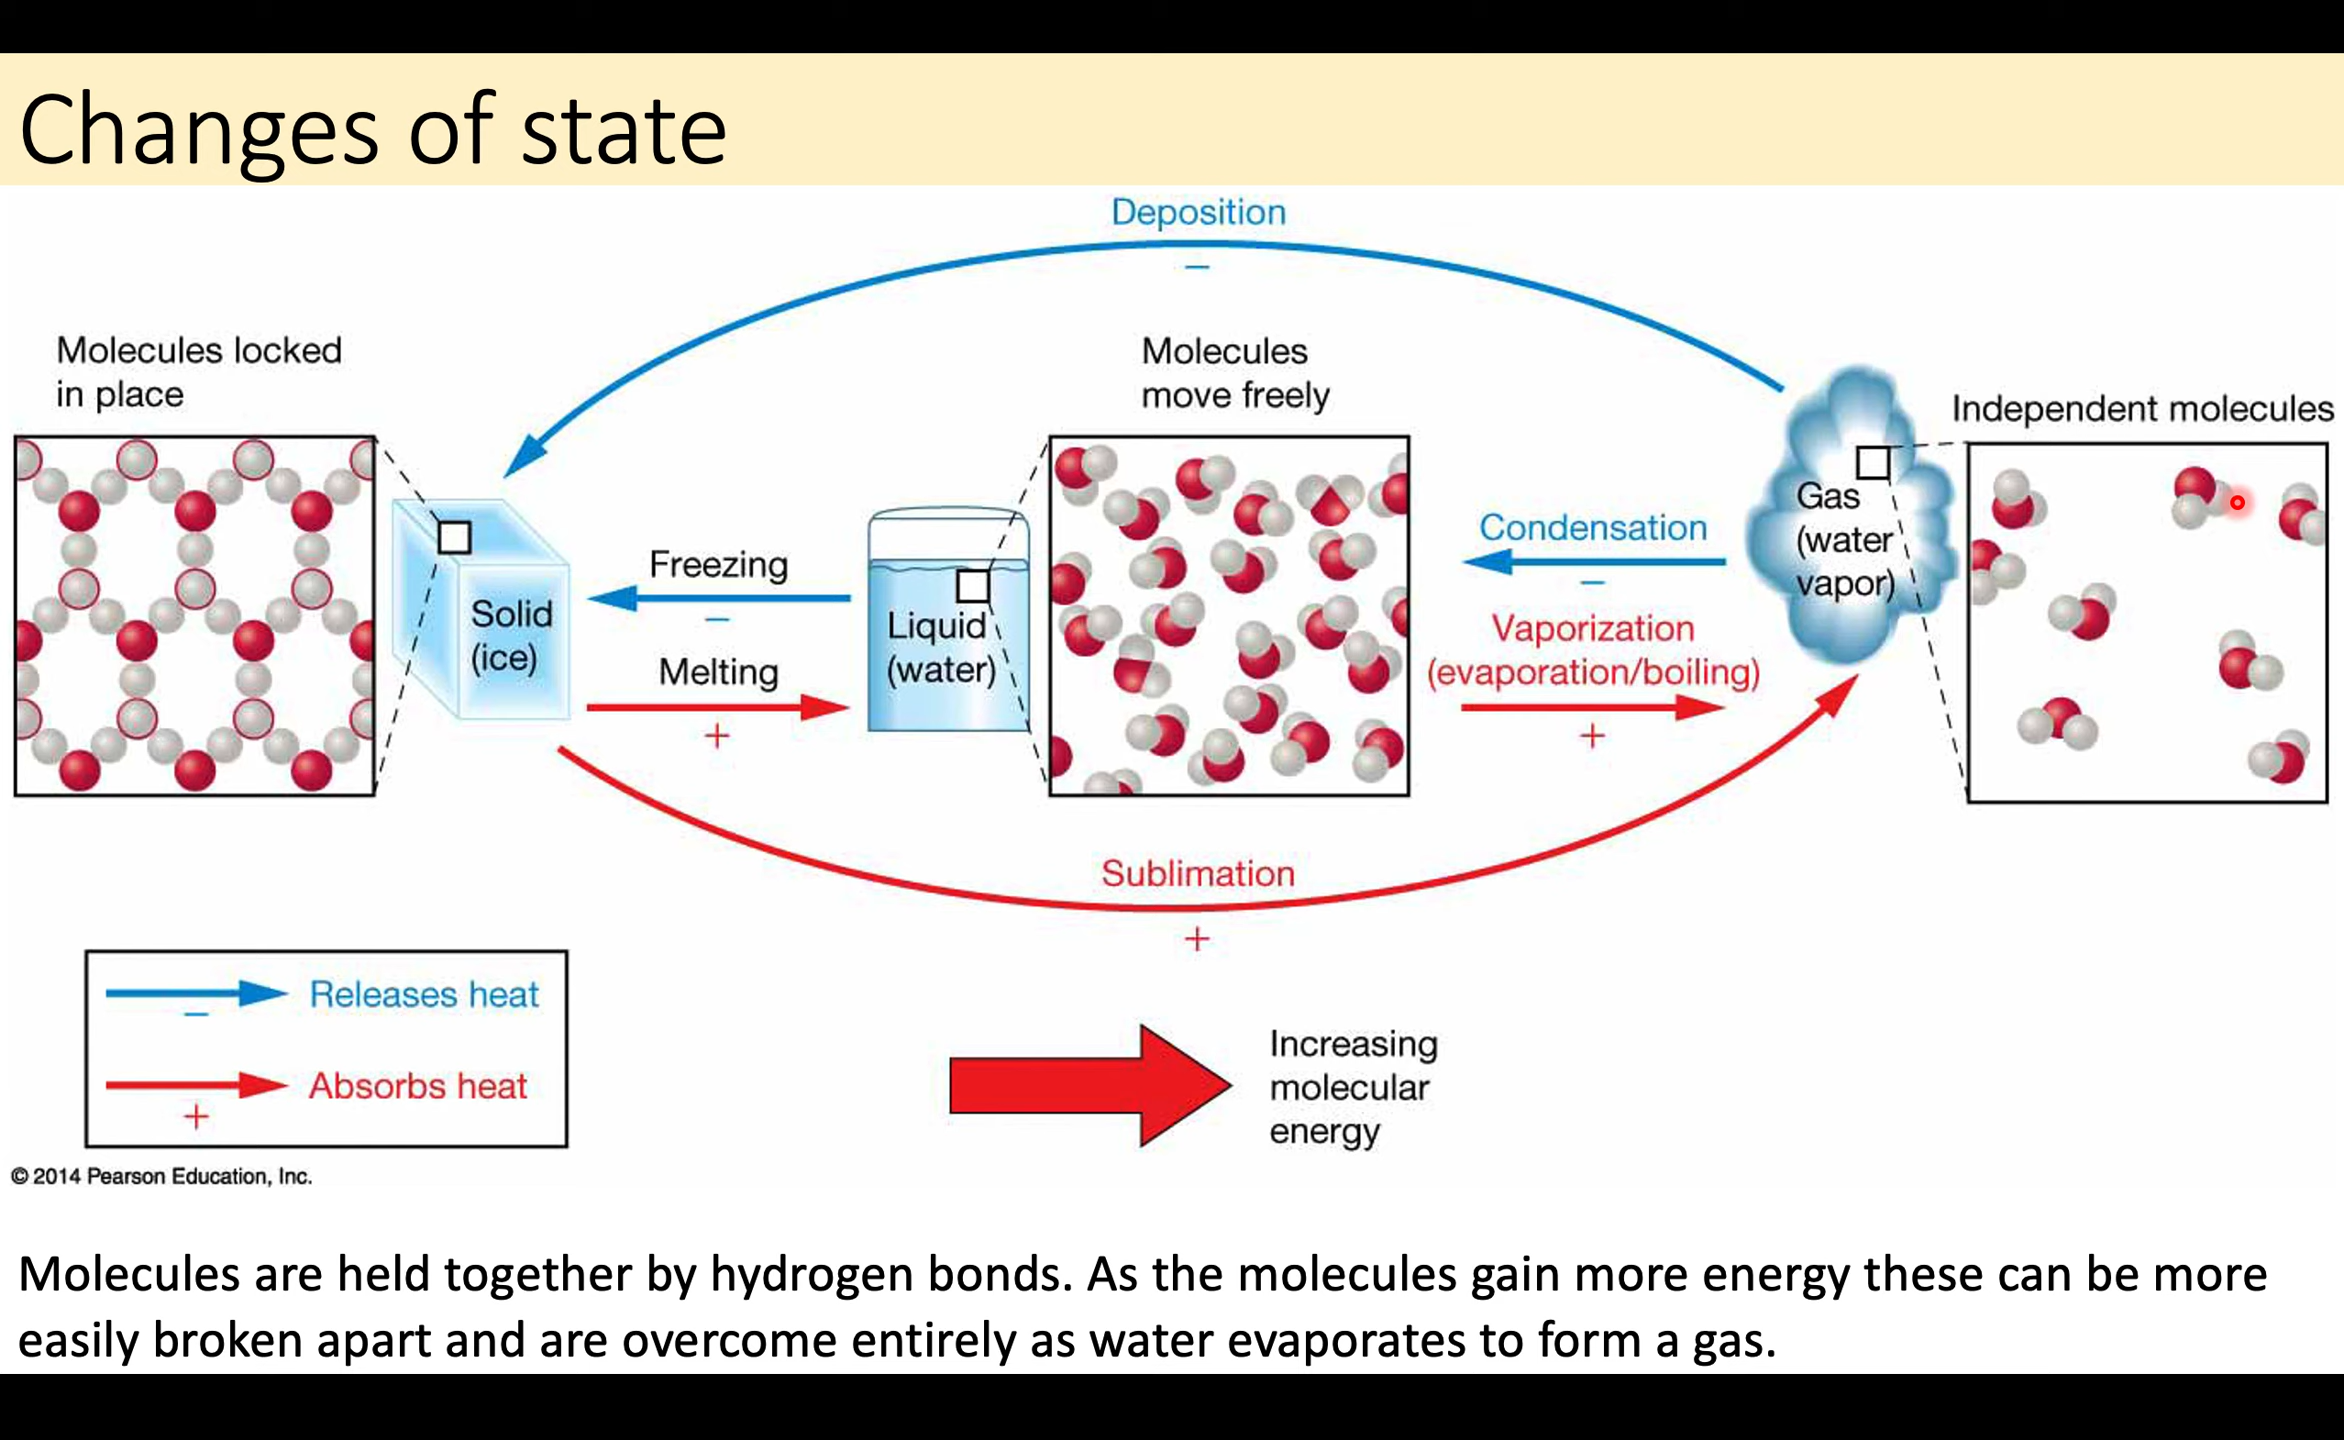 Changes of state
Deposition
–
Molecules locked
in place
Molecules
move freely
Independent molecules
Solid
(ice)
Freezing
–
Melting
+
Liquid
(water)
Condensation
–
Vaporization
(evaporation/boiling)
+
Gas
(water
vapor)
Sublimation
+
Releases heat
–
Absorbs heat
+
Increasing
molecular
energy
© 2014 Pearson Education, Inc.
Molecules are held together by hydrogen bonds. As the molecules gain more energy these can be more
easily broken apart and are overcome entirely as water evaporates to form a gas.